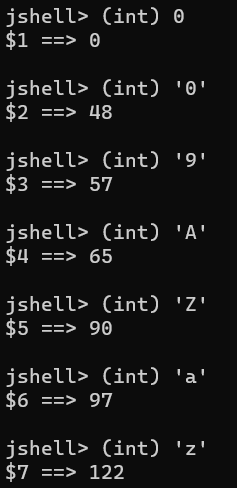 jshell> (int) 0
$1 ==> 0
jshell> (int) '0'
$2 ==> 48
jshell> (int) '9'
$3 ==> 57
jshell> (int) 'A'
$4 ==> 65
jshell> (int) 'Z'
$5 ==> 90
jshell> (int) 'a'
$6 ==> 97
jshell> (int) 'z'
$7 ==> 122